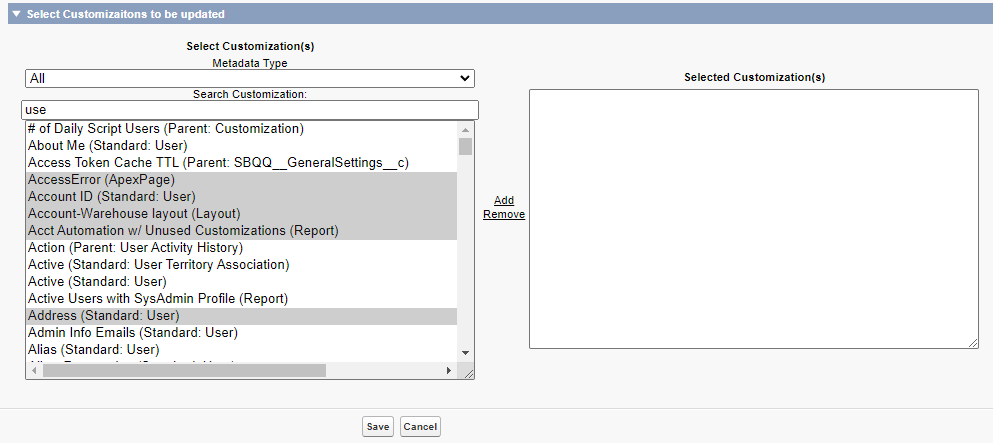 Select Customizaitons to be updated
Select Customization(s)
Metadata Type
All
Search Customization:
use
# of Daily Script Users (Parent: Customization)
About Me (Standard: User)
Access Token Cache TTL (Parent: SBQQ__GeneralSettings__c)
AccessError (ApexPage)
Account ID (Standard: User)
Account-Warehouse layout (Layout)
Acct Automation w/ Unused Customizations (Report)
Action (Parent: User Activity History)
Active (Standard: User Territory Association)
Active (Standard: User)
Active Users with SysAdmin Profile (Report)
Address (Standard: User)
Admin Info Emails (Standard: User)
Alias (Standard: User)
Add
Remove
Selected Customization(s)
Save
Cancel